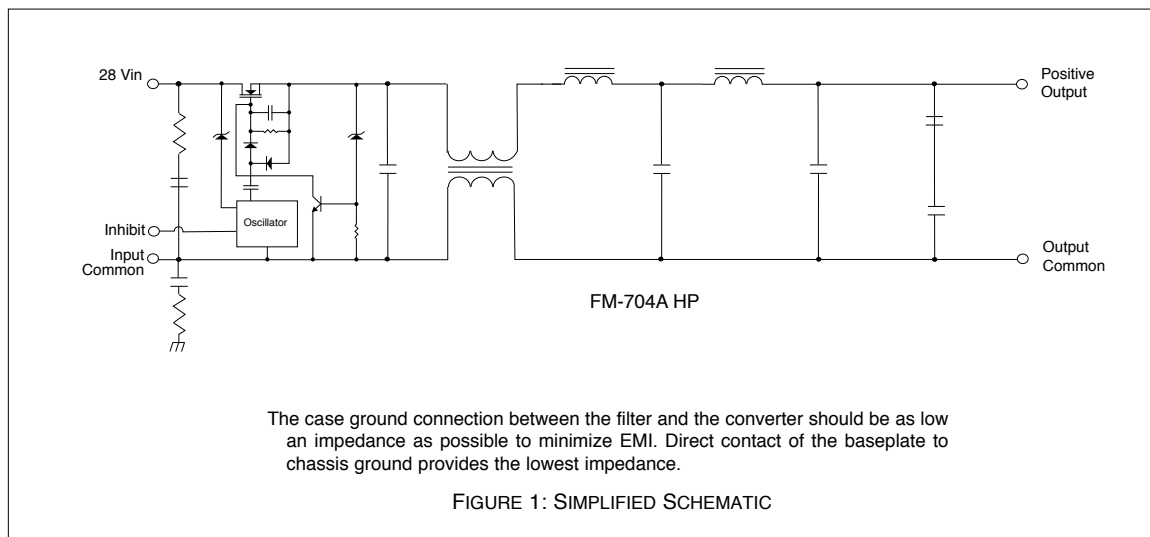 28 Vin
Positive
Output
Oscillator
Inhibit
Input
Common
Output
Common
FM-704A HP
The case ground connection between the filter and the converter should be as low
an impedance as possible to minimize EMI. Direct contact of the baseplate to
chassis ground provides the lowest impedance.
FIGURE 1: SIMPLIFIED SCHEMATIC